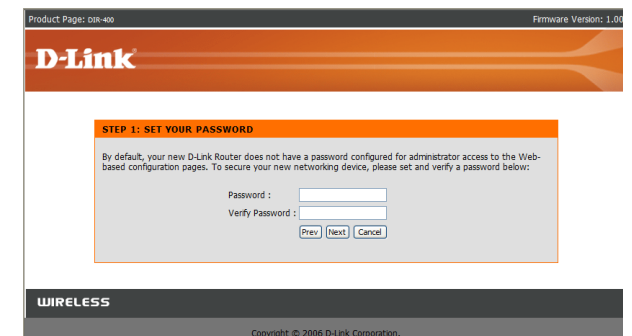 Product Page: DIR-400 Firmware Version: 1.00
D-Link
STEP 1: SET YOUR PASSWORD
By default, your new D-Link Router does not have a password configured for administrator access to the Web-
based configuration pages. To secure your new networking device, please set and verify a password below:
Password :
Verify Password :
Prev Next Cancel
WIRELESS
Copyright © 2006 D-Link Corporation.